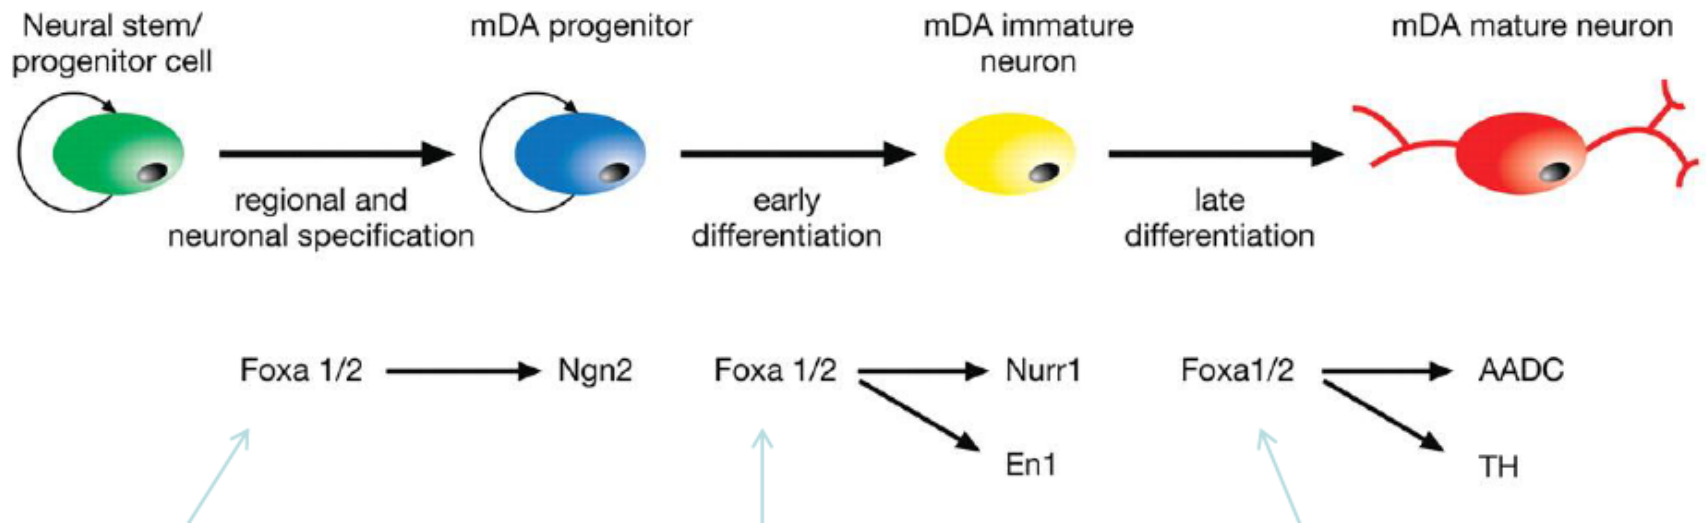 Neural stem/
progenitor cell
mDA progenitor
mDA immature
neuron
mDA mature neuron
regional and
neuronal specification
early
differentiation
late
differentiation
Foxa 1/2
Ngn2
Foxa 1/2
Nurr1
En1
Foxa1/2
AADC
TH